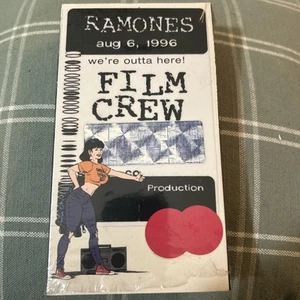 RAMONES
aug 6, 1996
we're outta here!
FILM
CREW
Production